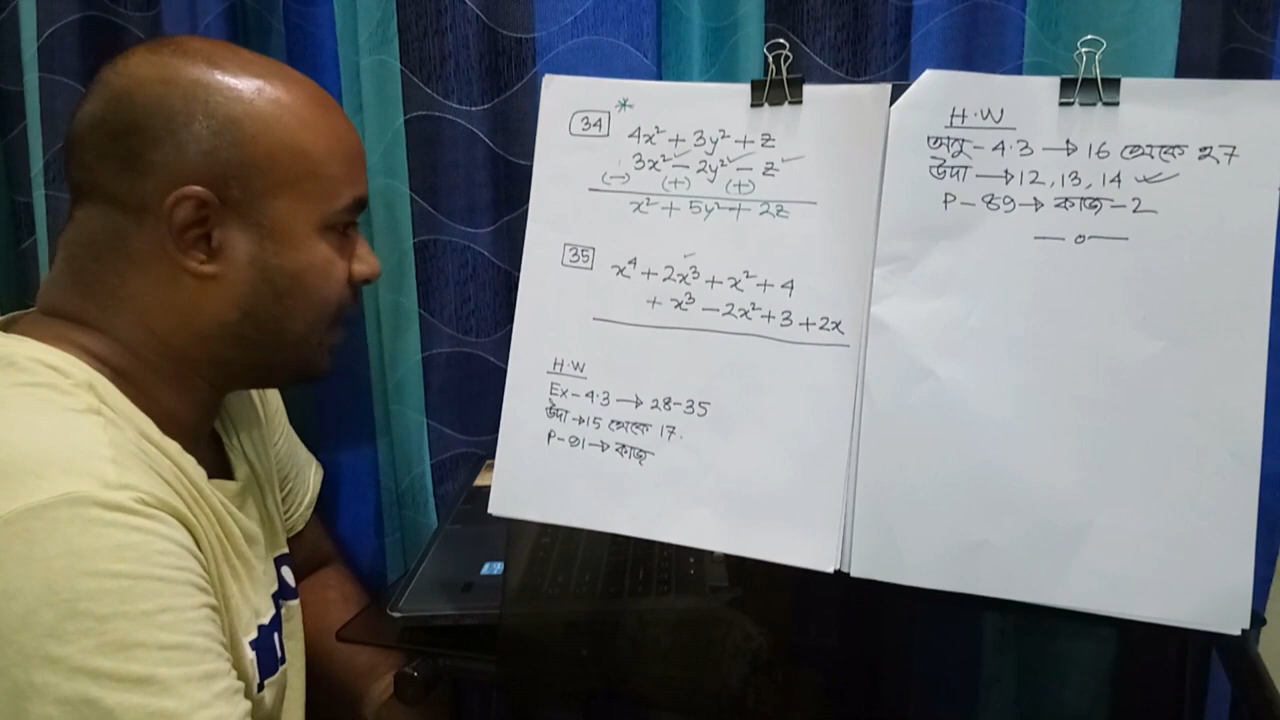 *
34
4x² + 3y² + z
3x² - 2y² - z
(-) (+) (+)
x² + 5y² + 2z
35
x⁴ + 2x³ + x² + 4
+ x³ - 2x² + 3 + 2x
H.W
Ex - 4.3 → 28-35
উদা → 15 থেকে 17.
P-91 → কাজ
H.W
অনু - 4.3 → 16 থেকে 27
উদা → 12, 13, 14
P - 89 → কাজ - 2
— o —